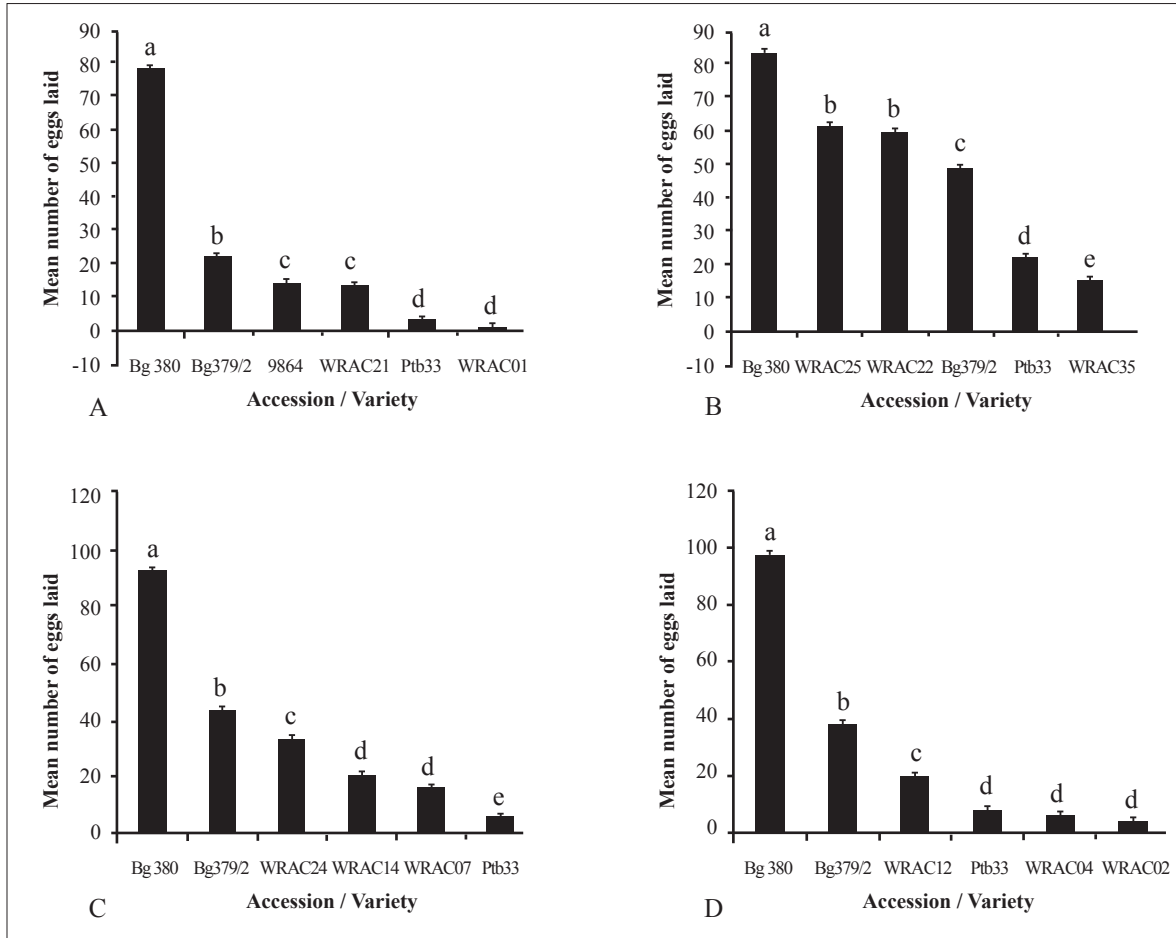 Mean number of eggs laid
90
80
70
60
50
40
30
20
10
0
-10
a
b
c
c
d
d
Bg 380 Bg379/2 9864 WRAC21 Ptb33 WRAC01
Accession / Variety
A
Mean number of eggs laid
90
80
70
60
50
40
30
20
10
0
-10
a
b
b
c
d
e
Bg 380 WRAC25 WRAC22 Bg379/2 Ptb33 WRAC35
Accession / Variety
B
Mean number of eggs laid
120
100
80
60
40
20
0
a
b
c
d
d
e
Bg 380 Bg379/2 WRAC24 WRAC14 WRAC07 Ptb33
Accession / Variety
C
Mean number of eggs laid
120
100
80
60
40
20
0
a
b
c
d
d
d
Bg 380 Bg379/2 WRAC12 Ptb33 WRAC04 WRAC02
Accession / Variety
D